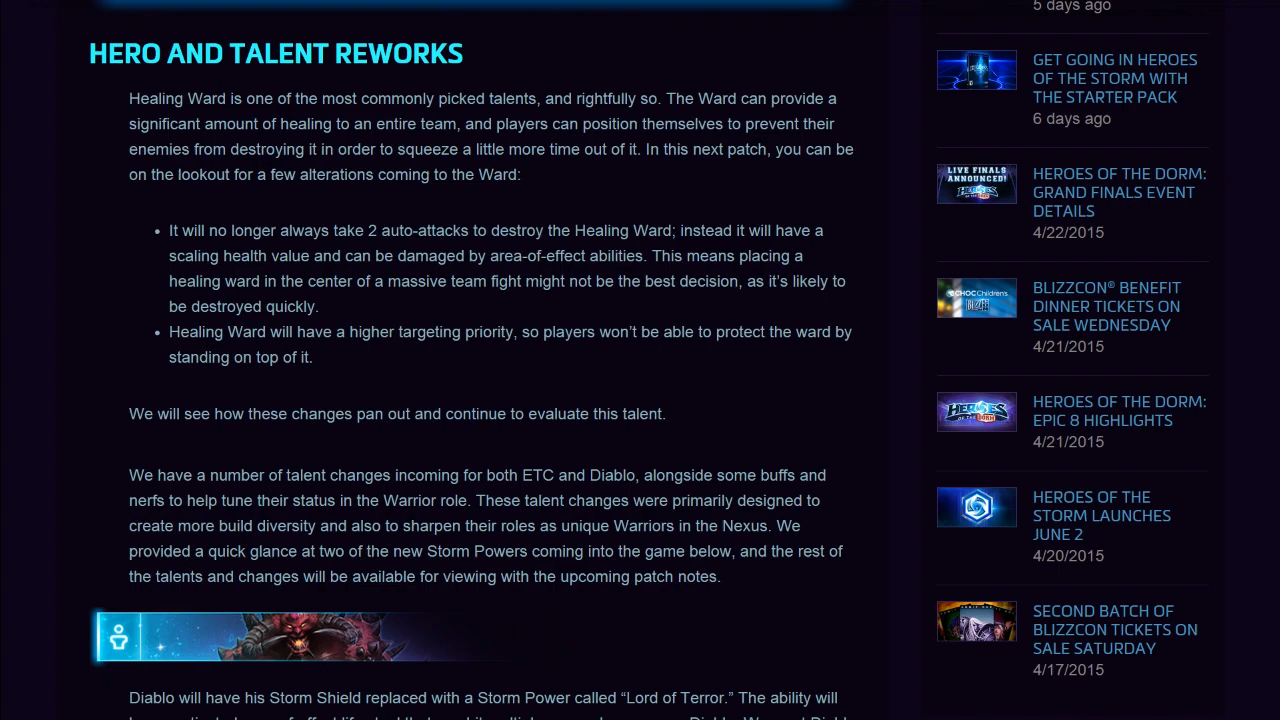 HERO AND TALENT REWORKS
Healing Ward is one of the most commonly picked talents, and rightfully so. The Ward can provide a
significant amount of healing to an entire team, and players can position themselves to prevent their
enemies from destroying it in order to squeeze a little more time out of it. In this next patch, you can be
on the lookout for a few alterations coming to the Ward:
• It will no longer always take 2 auto-attacks to destroy the Healing Ward; instead it will have a
scaling health value and can be damaged by area-of-effect abilities. This means placing a
healing ward in the center of a massive team fight might not be the best decision, as it’s likely to
be destroyed quickly.
• Healing Ward will have a higher targeting priority, so players won’t be able to protect the ward by
standing on top of it.
We will see how these changes pan out and continue to evaluate this talent.
We have a number of talent changes incoming for both ETC and Diablo, alongside some buffs and
nerfs to help tune their status in the Warrior role. These talent changes were primarily designed to
create more build diversity and also to sharpen their roles as unique Warriors in the Nexus. We
provided a quick glance at two of the new Storm Powers coming into the game below, and the rest of
the talents and changes will be available for viewing with the upcoming patch notes.
Diablo will have his Storm Shield replaced with a Storm Power called “Lord of Terror.” The ability will
5 days ago
GET GOING IN HEROES
OF THE STORM WITH
THE STARTER PACK
6 days ago
LIVE FINALS
ANNOUNCED!
HEROES
HEROES OF THE DORM:
GRAND FINALS EVENT
DETAILS
4/22/2015
CHOC Children's
BLIZZCON® BENEFIT
DINNER TICKETS ON
SALE WEDNESDAY
4/21/2015
HEROES
OF THE DORM
HEROES OF THE DORM:
EPIC 8 HIGHLIGHTS
4/21/2015
HEROES OF THE
STORM LAUNCHES
JUNE 2
4/20/2015
SECOND BATCH OF
BLIZZCON TICKETS ON
SALE SATURDAY
4/17/2015